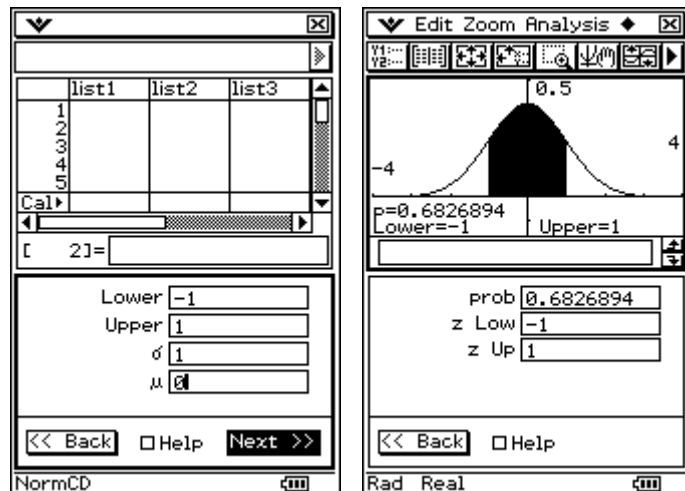 list1 list2 list3
1
2
3
4
5
Cal▸
[ 2]=
Lower -1
Upper 1
σ 1
μ 0
<< Back Help Next >>
NormCD
Edit Zoom Analysis ◆
Y1:
Y2:
0.5
-4 4
p=0.6826894
Lower=-1 Upper=1
prob 0.6826894
z Low -1
z Up 1
<< Back Help
Rad Real